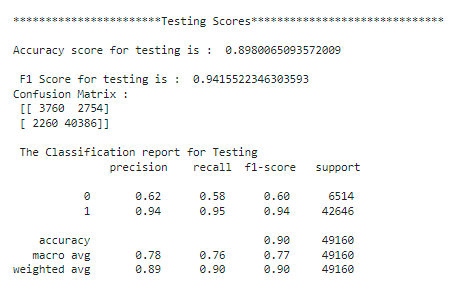 ***********************Testing Scores******************************
Accuracy score for testing is :  0.8980065093572009
F1 Score for testing is :  0.9415522346303593
Confusion Matrix :
[[ 3760  2754]
[ 2260 40386]]
The Classification report for Testing
precision    recall  f1-score   support
0       0.62      0.58      0.60      6514
1       0.94      0.95      0.94     42646
accuracy                           0.90     49160
macro avg       0.78      0.76      0.77     49160
weighted avg       0.89      0.90      0.90     49160